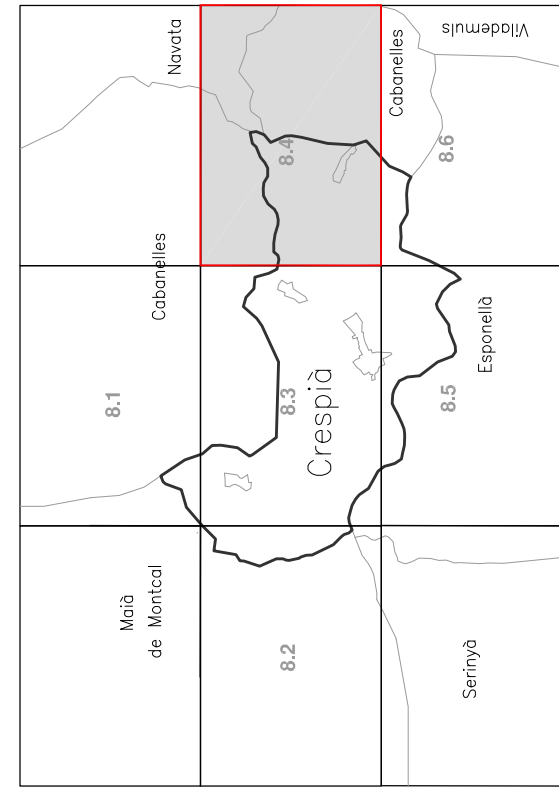 Maià
de Montcal
8.1
Cabanelles
Navata
8.2
8.3
Crespià
8.4
Cabanelles
Serinyà
8.5
Esponellà
8.6
Vilademuls